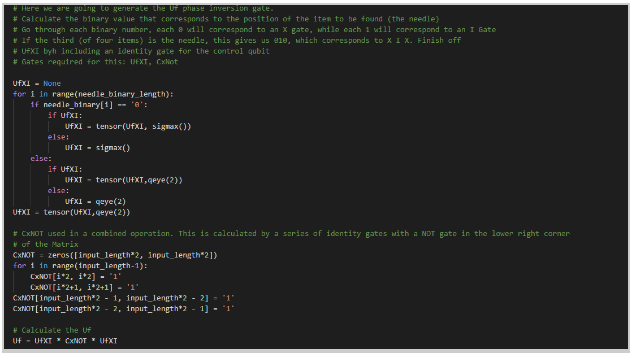 # Here we are going to generate the Uf phase inversion gate.
# Calculate the binary value that corresponds to the position of the item to be found (the needle)
# Go through each binary number, each 0 will correspond to an X gate, while each 1 will correspond to an I Gate
# If the third (of four items) is the needle, this gives us 010, which corresponds to X I X. Finish off
# UfXI byh including an identity gate for the control qubit
# Gates required for this: UfXI, CxNot
UfXI = None
for i in range(needle_binary_length):
if needle_binary[i] == '0':
if UfXI:
UfXI = tensor(UfXI, sigmax())
else:
UfXI = sigmax()
else:
if UfXI:
UfXI = tensor(UfXI,qeye(2))
else:
UfXI = qeye(2)
UfXI = tensor(UfXI,qeye(2))
# CxNOT used in a combined operation. This is calculated by a series of identity gates with a NOT gate in the lower right corner
# of the Matrix
CxNOT = zeros([input_length*2, input_length*2])
for i in range(input_length-1):
CxNOT[i*2, i*2] = '1'
CxNOT[i*2+1, i*2+1] = '1'
CxNOT[input_length*2 - 1, input_length*2 - 2] = '1'
CxNOT[input_length*2 - 2, input_length*2 - 1] = '1'
# Calculate the Uf
Uf = UfXI * CxNOT * UfXI